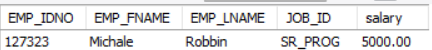 EMP_IDNO EMP_FNAME EMP_LNAME JOB_ID salary
127323 Michale Robbin SR_PROG 5000.00